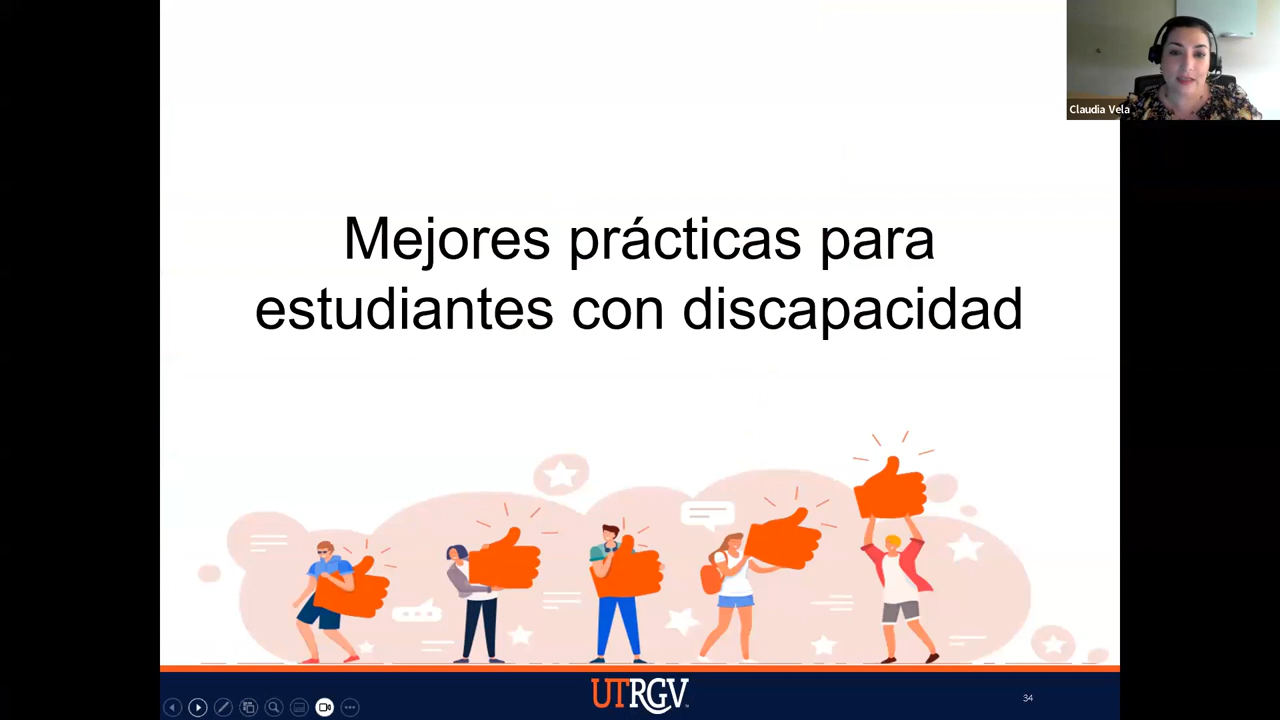 Claudia Vela
Mejores prácticas para
estudiantes con discapacidad
UTRGV
34